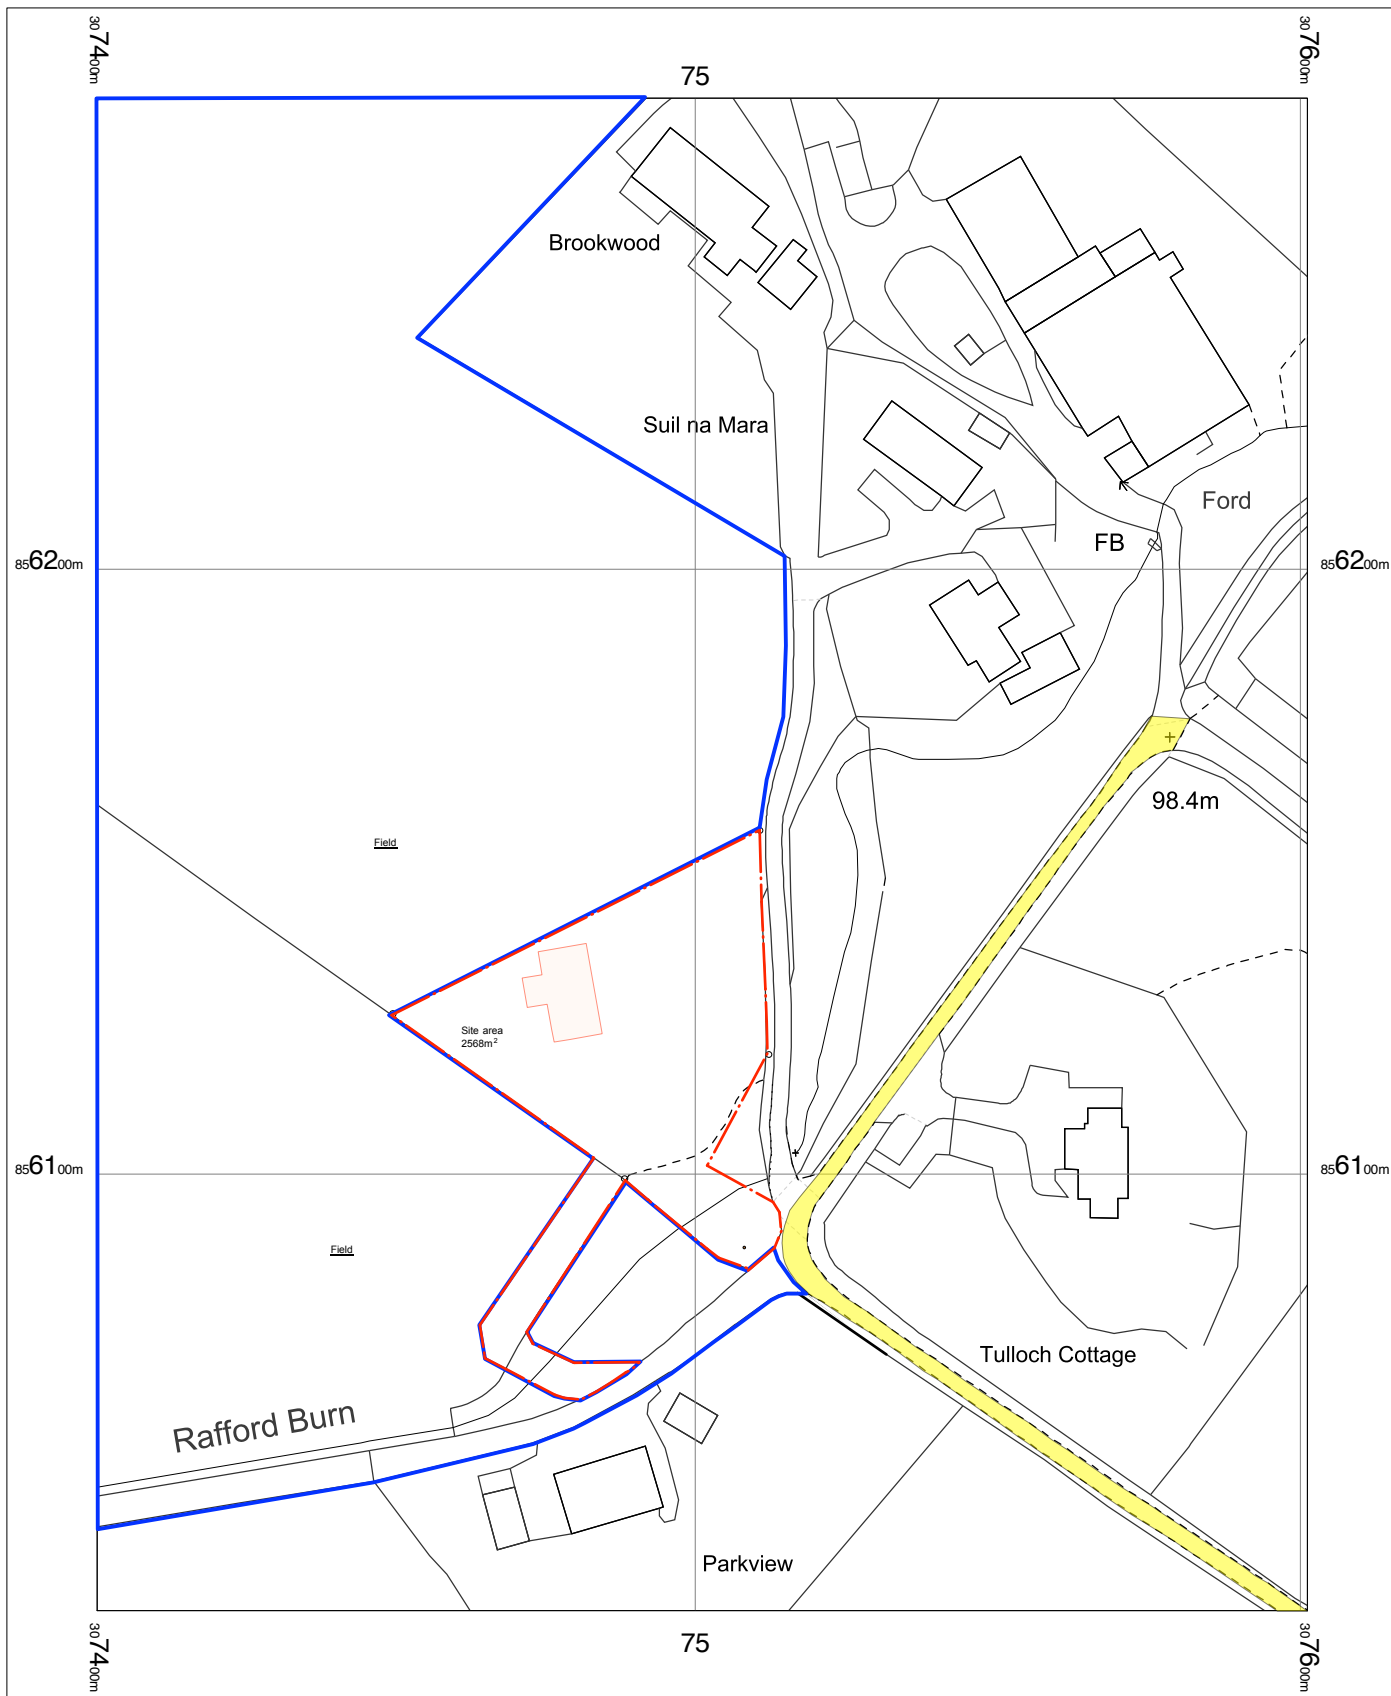 307400m
75
307600m
Brookwood
Suil na Mara
Ford
FB
856200m
856200m
98.4m
Field
Site area
2568m²
856100m
856100m
Field
Tulloch Cottage
Rafford Burn
Parkview
307400m
75
307600m